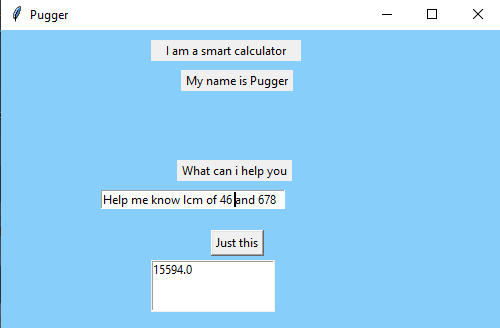 Pugger
I am a smart calculator
My name is Pugger
What can i help you
Help me know lcm of 46 and 678
Just this
15594.0